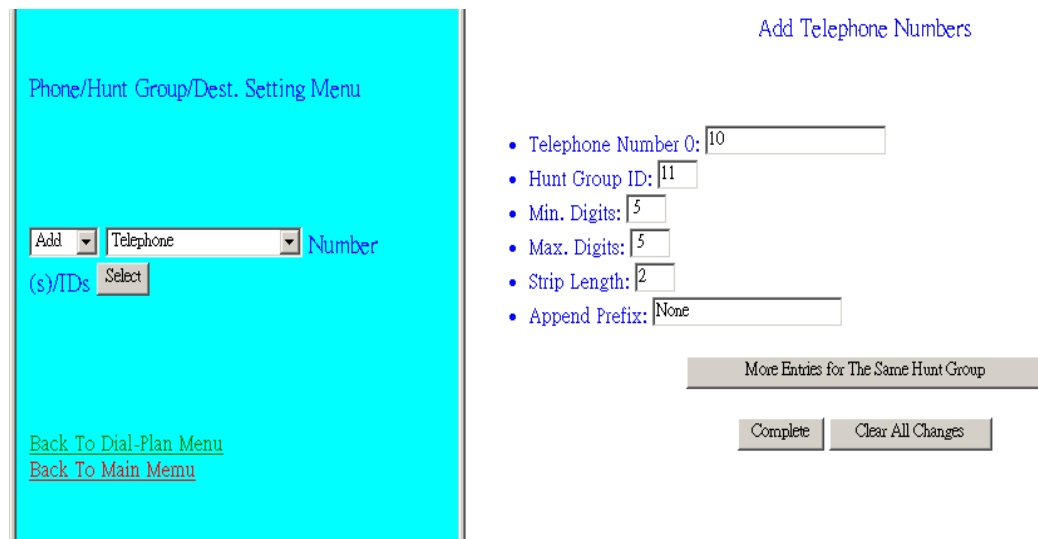 Phone/Hunt Group/Dest. Setting Menu
Add Telephone Number
(s)/IDs Select
Back To Dial-Plan Menu
Back To Main Memu
Add Telephone Numbers
• Telephone Number 0: 10
• Hunt Group ID: 11
• Min. Digits: 5
• Max. Digits: 5
• Strip Length: 2
• Append Prefix: None
More Entries for The Same Hunt Group
Complete Clear All Changes